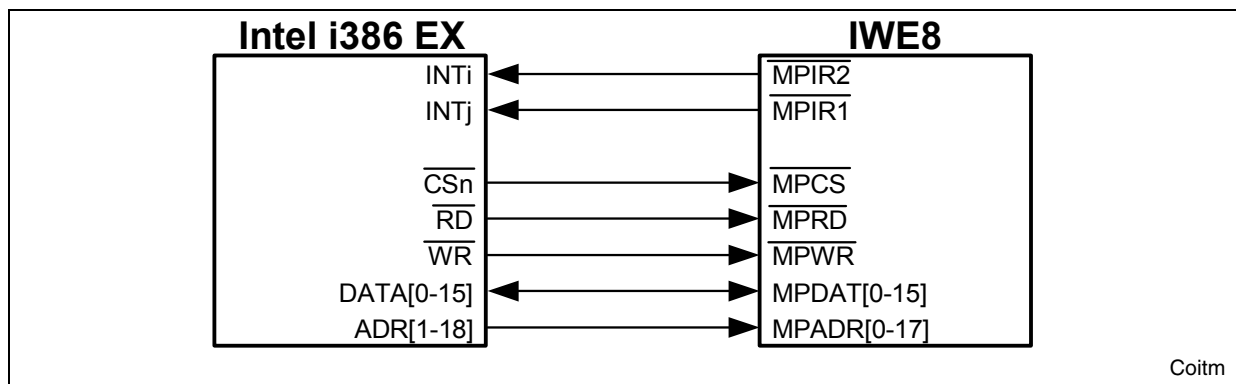 Intel i386 EX IWE8
INTi MPIR2
INTj MPIR1
CSn MPCS
RD MPRD
WR MPWR
DATA[0-15] MPDAT[0-15]
ADR[1-18] MPADR[0-17]
Coitm